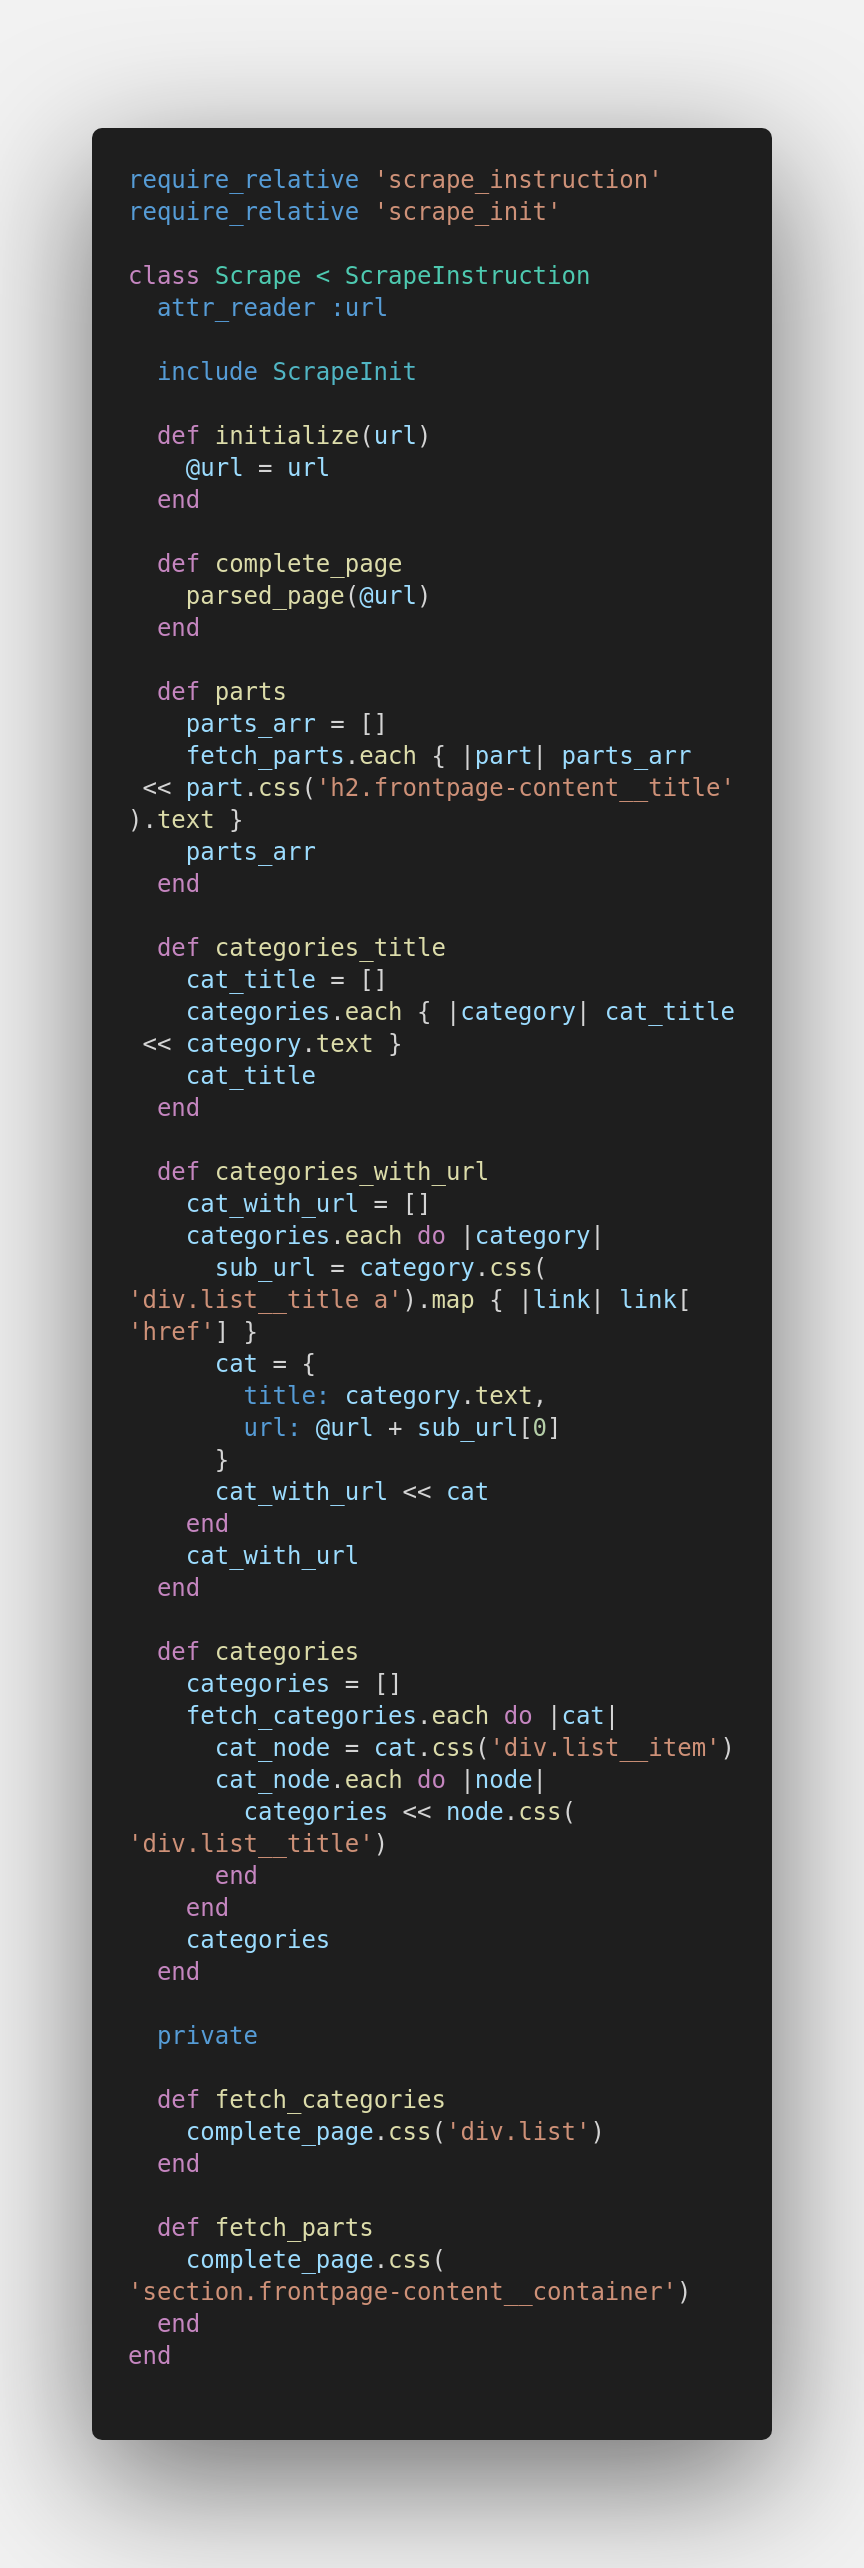 require_relative 'scrape_instruction'
require_relative 'scrape_init'

class Scrape < ScrapeInstruction
  attr_reader :url

  include ScrapeInit

  def initialize(url)
    @url = url
  end

  def complete_page
    parsed_page(@url)
  end

  def parts
    parts_arr = []
    fetch_parts.each { |part| parts_arr
 << part.css('h2.frontpage-content__title'
).text }
    parts_arr
  end

  def categories_title
    cat_title = []
    categories.each { |category| cat_title
 << category.text }
    cat_title
  end

  def categories_with_url
    cat_with_url = []
    categories.each do |category|
      sub_url = category.css(
'div.list__title a').map { |link| link[
'href'] }
      cat = {
        title: category.text,
        url: @url + sub_url[0]
      }
      cat_with_url << cat
    end
    cat_with_url
  end

  def categories
    categories = []
    fetch_categories.each do |cat|
      cat_node = cat.css('div.list__item')
      cat_node.each do |node|
        categories << node.css(
'div.list__title')
      end
    end
    categories
  end

  private

  def fetch_categories
    complete_page.css('div.list')
  end

  def fetch_parts
    complete_page.css(
'section.frontpage-content__container')
  end
end